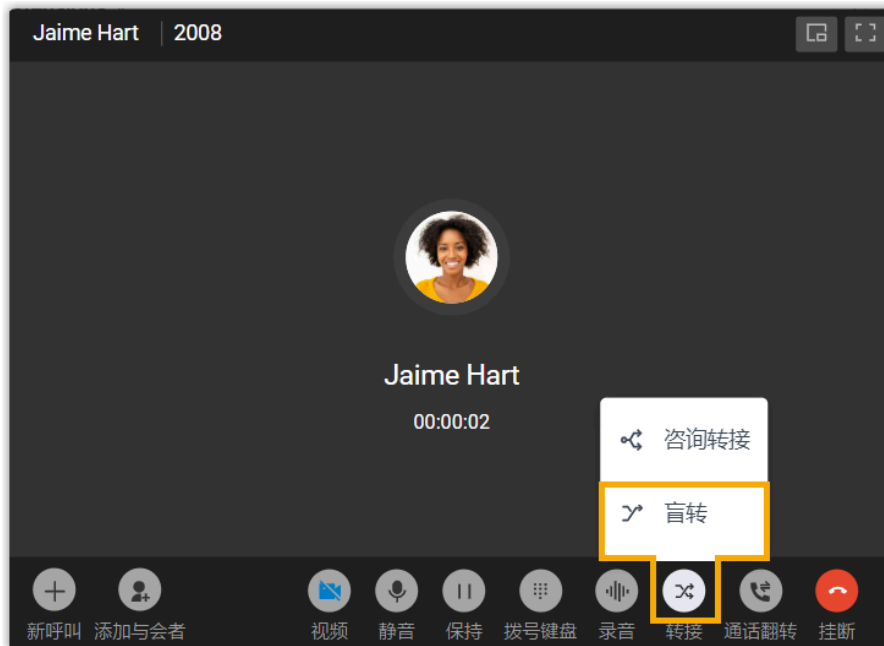 Jaime Hart 2008
Jaime Hart
00:00:02
咨询转接
盲转
新呼叫 添加与会者 视频 静音 保持 拨号键盘 录音 转接 通话翻转 挂断